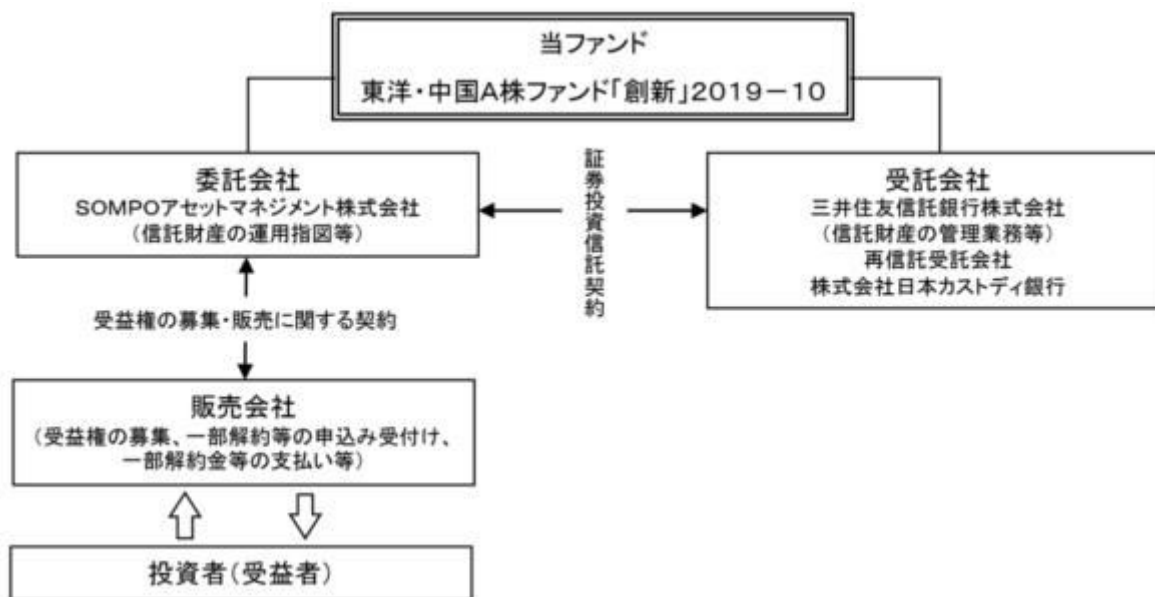 当ファンド
東洋・中国A株ファンド「創新」2019－10
委託会社
SOMPOアセットマネジメント株式会社
（信託財産の運用指図等）
証券投資信託契約
受託会社
三井住友信託銀行株式会社
（信託財産の管理業務等）
再信託受託会社
株式会社日本カストディ銀行
受益権の募集・販売に関する契約
販売会社
（受益権の募集、一部解約等の申込み受付け、
一部解約金等の支払い等）
投資者（受益者）